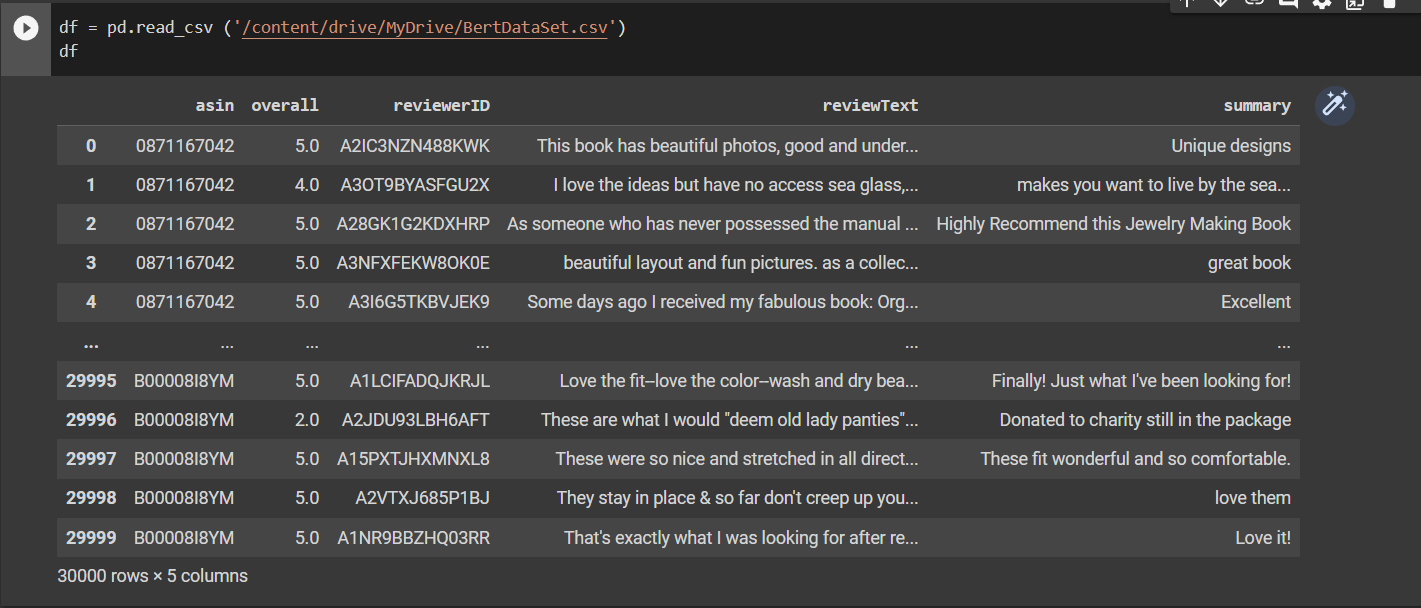 df = pd.read_csv ('/content/drive/MyDrive/BertDataSet.csv')
df
asin overall reviewerID reviewText summary
0 0871167042 5.0 A2IC3NZN488KWK This book has beautiful photos, good and under... Unique designs
1 0871167042 4.0 A3OT9BYASFGU2X I love the ideas but have no access sea glass,... makes you want to live by the sea...
2 0871167042 5.0 A28GK1G2KDXHRP As someone who has never possessed the manual ... Highly Recommend this Jewelry Making Book
3 0871167042 5.0 A3NFXFEKW8OK0E beautiful layout and fun pictures. as a collec... great book
4 0871167042 5.0 A3I6G5TKBVJEK9 Some days ago I received my fabulous book: Org... Excellent
... ... ... ... ... ...
29995 B00008I8YM 5.0 A1LCIFADQJKRJL Love the fit--love the color--wash and dry bea... Finally! Just what I've been looking for!
29996 B00008I8YM 2.0 A2JDU93LBH6AFT These are what I would "deem old lady panties"... Donated to charity still in the package
29997 B00008I8YM 5.0 A15PXTJHXMNXL8 These were so nice and stretched in all direct... These fit wonderful and so comfortable.
29998 B00008I8YM 5.0 A2VTXJ685P1BJ They stay in place & so far don't creep up you... love them
29999 B00008I8YM 5.0 A1NR9BBZHQ03RR That's exactly what I was looking for after re... Love it!
30000 rows × 5 columns